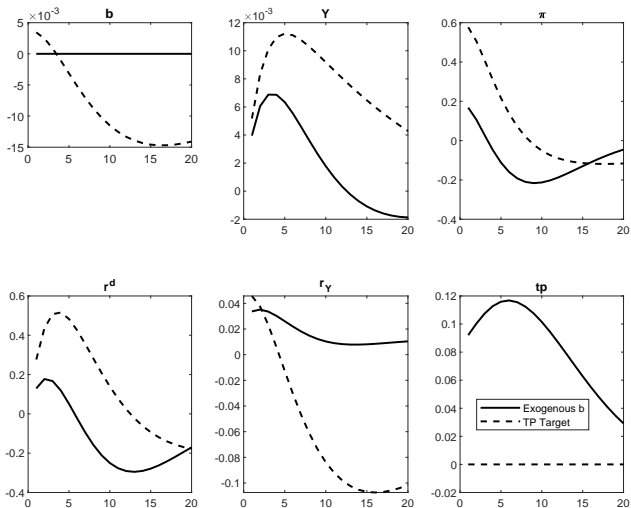 ×10⁻³ b
5
0
-5
-10
-15
0 5 10 15 20
×10⁻³ Y
12
10
8
6
4
2
0
-2
0 5 10 15 20
π
0.6
0.4
0.2
0
-0.2
-0.4
0 5 10 15 20
r^d
0.6
0.4
0.2
0
-0.2
-0.4
0 5 10 15 20
r_Y
0.04
0.02
0
-0.02
-0.04
-0.06
-0.08
-0.1
0 5 10 15 20
tp
0.12
0.1
0.08
0.06
0.04
0.02
0
-0.02
0 5 10 15 20
Exogenous b
TP Target